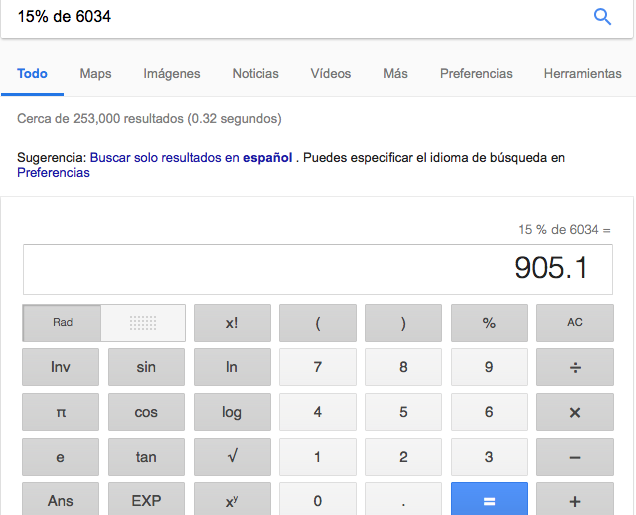 15% de 6034
Todo Maps Imágenes Noticias Vídeos Más Preferencias Herramientas
Cerca de 253,000 resultados (0.32 segundos)
Sugerencia: Buscar solo resultados en español . Puedes especificar el idioma de búsqueda en
Preferencias
15 % de 6034 =
905.1
Rad x! ( ) % AC
Inv sin ln 7 8 9 ÷
π cos log 4 5 6 ×
e tan √ 1 2 3 −
Ans EXP xʸ 0 . = +